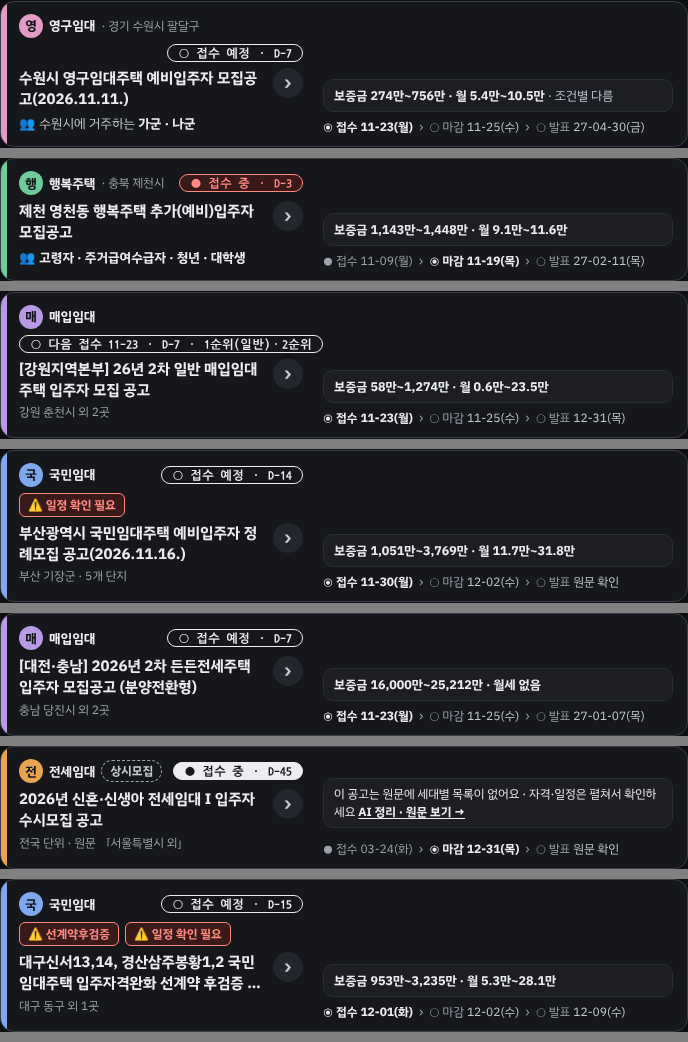 영 영구임대 · 경기 수원시 팔달구
○ 접수 예정 · D-7
수원시 영구임대주택 예비입주자 모집공
고(2026.11.11.)
👥 수원시에 거주하는 가군 · 나군
보증금 274만~756만 · 월 5.4만~10.5만 · 조건별 다름
◉ 접수 11-23(월) › ○ 마감 11-25(수) › ○ 발표 27-04-30(금)
행 행복주택 · 충북 제천시 ● 접수 중 · D-3
제천 영천동 행복주택 추가(예비)입주자
모집공고
👥 고령자 · 주거급여수급자 · 청년 · 대학생
보증금 1,143만~1,448만 · 월 9.1만~11.6만
● 접수 11-09(월) › ◉ 마감 11-19(목) › ○ 발표 27-02-11(목)
매 매입임대
○ 다음 접수 11-23 · D-7 · 1순위(일반)·2순위
[강원지역본부] 26년 2차 일반 매입임대
주택 입주자 모집 공고
강원 춘천시 외 2곳
보증금 58만~1,274만 · 월 0.6만~23.5만
◉ 접수 11-23(월) › ○ 마감 11-25(수) › ○ 발표 12-31(목)
국 국민임대 ○ 접수 예정 · D-14
⚠️ 일정 확인 필요
부산광역시 국민임대주택 예비입주자 정
례모집 공고(2026.11.16.)
부산 기장군 · 5개 단지
보증금 1,051만~3,769만 · 월 11.7만~31.8만
◉ 접수 11-30(월) › ○ 마감 12-02(수) › ○ 발표 원문 확인
매 매입임대 ○ 접수 예정 · D-7
[대전·충남] 2026년 2차 든든전세주택
입주자 모집공고 (분양전환형)
충남 당진시 외 2곳
보증금 16,000만~25,212만 · 월세 없음
◉ 접수 11-23(월) › ○ 마감 11-25(수) › ○ 발표 27-01-07(목)
전 전세임대 상시모집 ● 접수 중 · D-45
2026년 신혼·신생아 전세임대 I 입주자
수시모집 공고
전국 단위 · 원문 「서울특별시 외」
이 공고는 원문에 세대별 목록이 없어요 · 자격·일정은 펼쳐서 확인하
세요 AI 정리 · 원문 보기 →
● 접수 03-24(화) › ◉ 마감 12-31(목) › ○ 발표 원문 확인
국 국민임대 ○ 접수 예정 · D-15
⚠️ 선계약후검증 ⚠️ 일정 확인 필요
대구신서13,14, 경산삼주봉황1,2 국민
임대주택 입주자격완화 선계약 후검증 ...
대구 동구 외 1곳
보증금 953만~3,235만 · 월 5.3만~28.1만
◉ 접수 12-01(화) › ○ 마감 12-02(수) › ○ 발표 12-09(수)